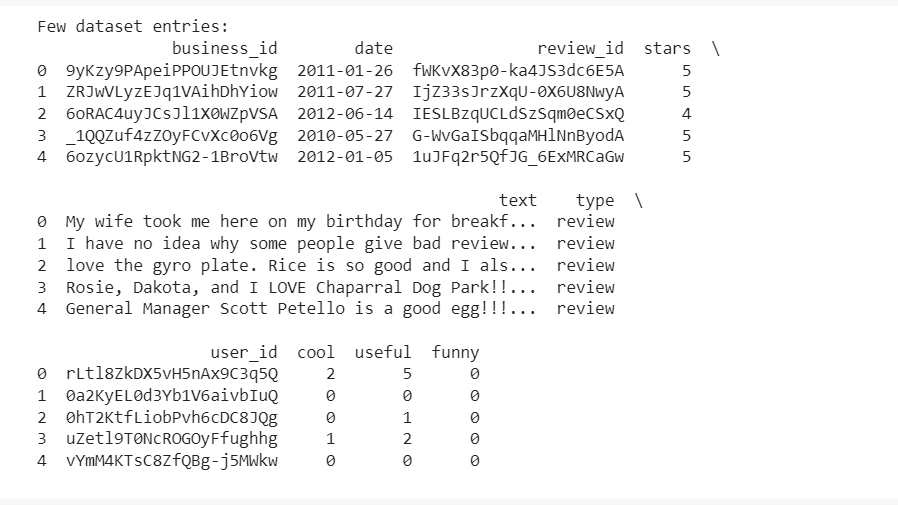 Few dataset entries:
business_id date review_id stars \
0 9yKzy9PApeiPPOUJEtnvkg 2011-01-26 fWKvX83p0-ka4JS3dc6E5A 5
1 ZRJwVLyzEJq1VAihDhYiow 2011-07-27 IjZ33sJrzXqU-0X6U8NwyA 5
2 6oRAC4uyJCsJl1X0WZpVSA 2012-06-14 IESLBzqUCLdSzSqm0eCSxQ 4
3 _1QQZuf4zZOyFCvXc0o6Vg 2010-05-27 G-WvGaISbqqaMHlNnByodA 5
4 6ozycU1RpktNG2-1BroVtw 2012-01-05 1uJFq2r5QfJG_6ExMRCaGw 5
text type \
0 My wife took me here on my birthday for breakf... review
1 I have no idea why some people give bad review... review
2 love the gyro plate. Rice is so good and I als... review
3 Rosie, Dakota, and I LOVE Chaparral Dog Park!!... review
4 General Manager Scott Petello is a good egg!!!... review
user_id cool useful funny
0 rLtl8ZkDX5vH5nAx9C3q5Q 2 5 0
1 0a2KyEL0d3Yb1V6aivbIuQ 0 0 0
2 0hT2KtfLiobPvh6cDC8JQg 0 1 0
3 uZetl9T0NcROGOyFfughhg 1 2 0
4 vYmM4KTsC8ZfQBg-j5MWkw 0 0 0